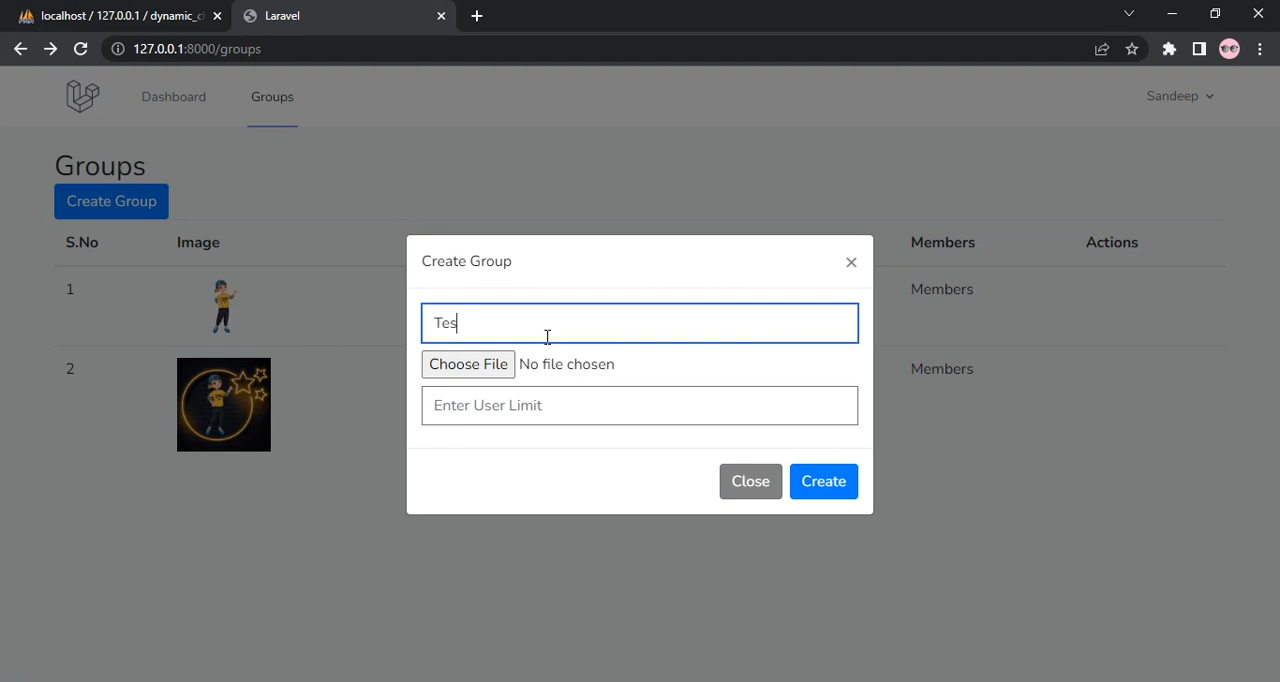 localhost / 127.0.0.1 / dynamic_c
Laravel
127.0.0.1:8000/groups
Dashboard
Groups
Sandeep
Groups
Create Group
S.No Image Members Actions
Create Group
1 Members
Tes
Choose File No file chosen
2 Members
Enter User Limit
Close Create